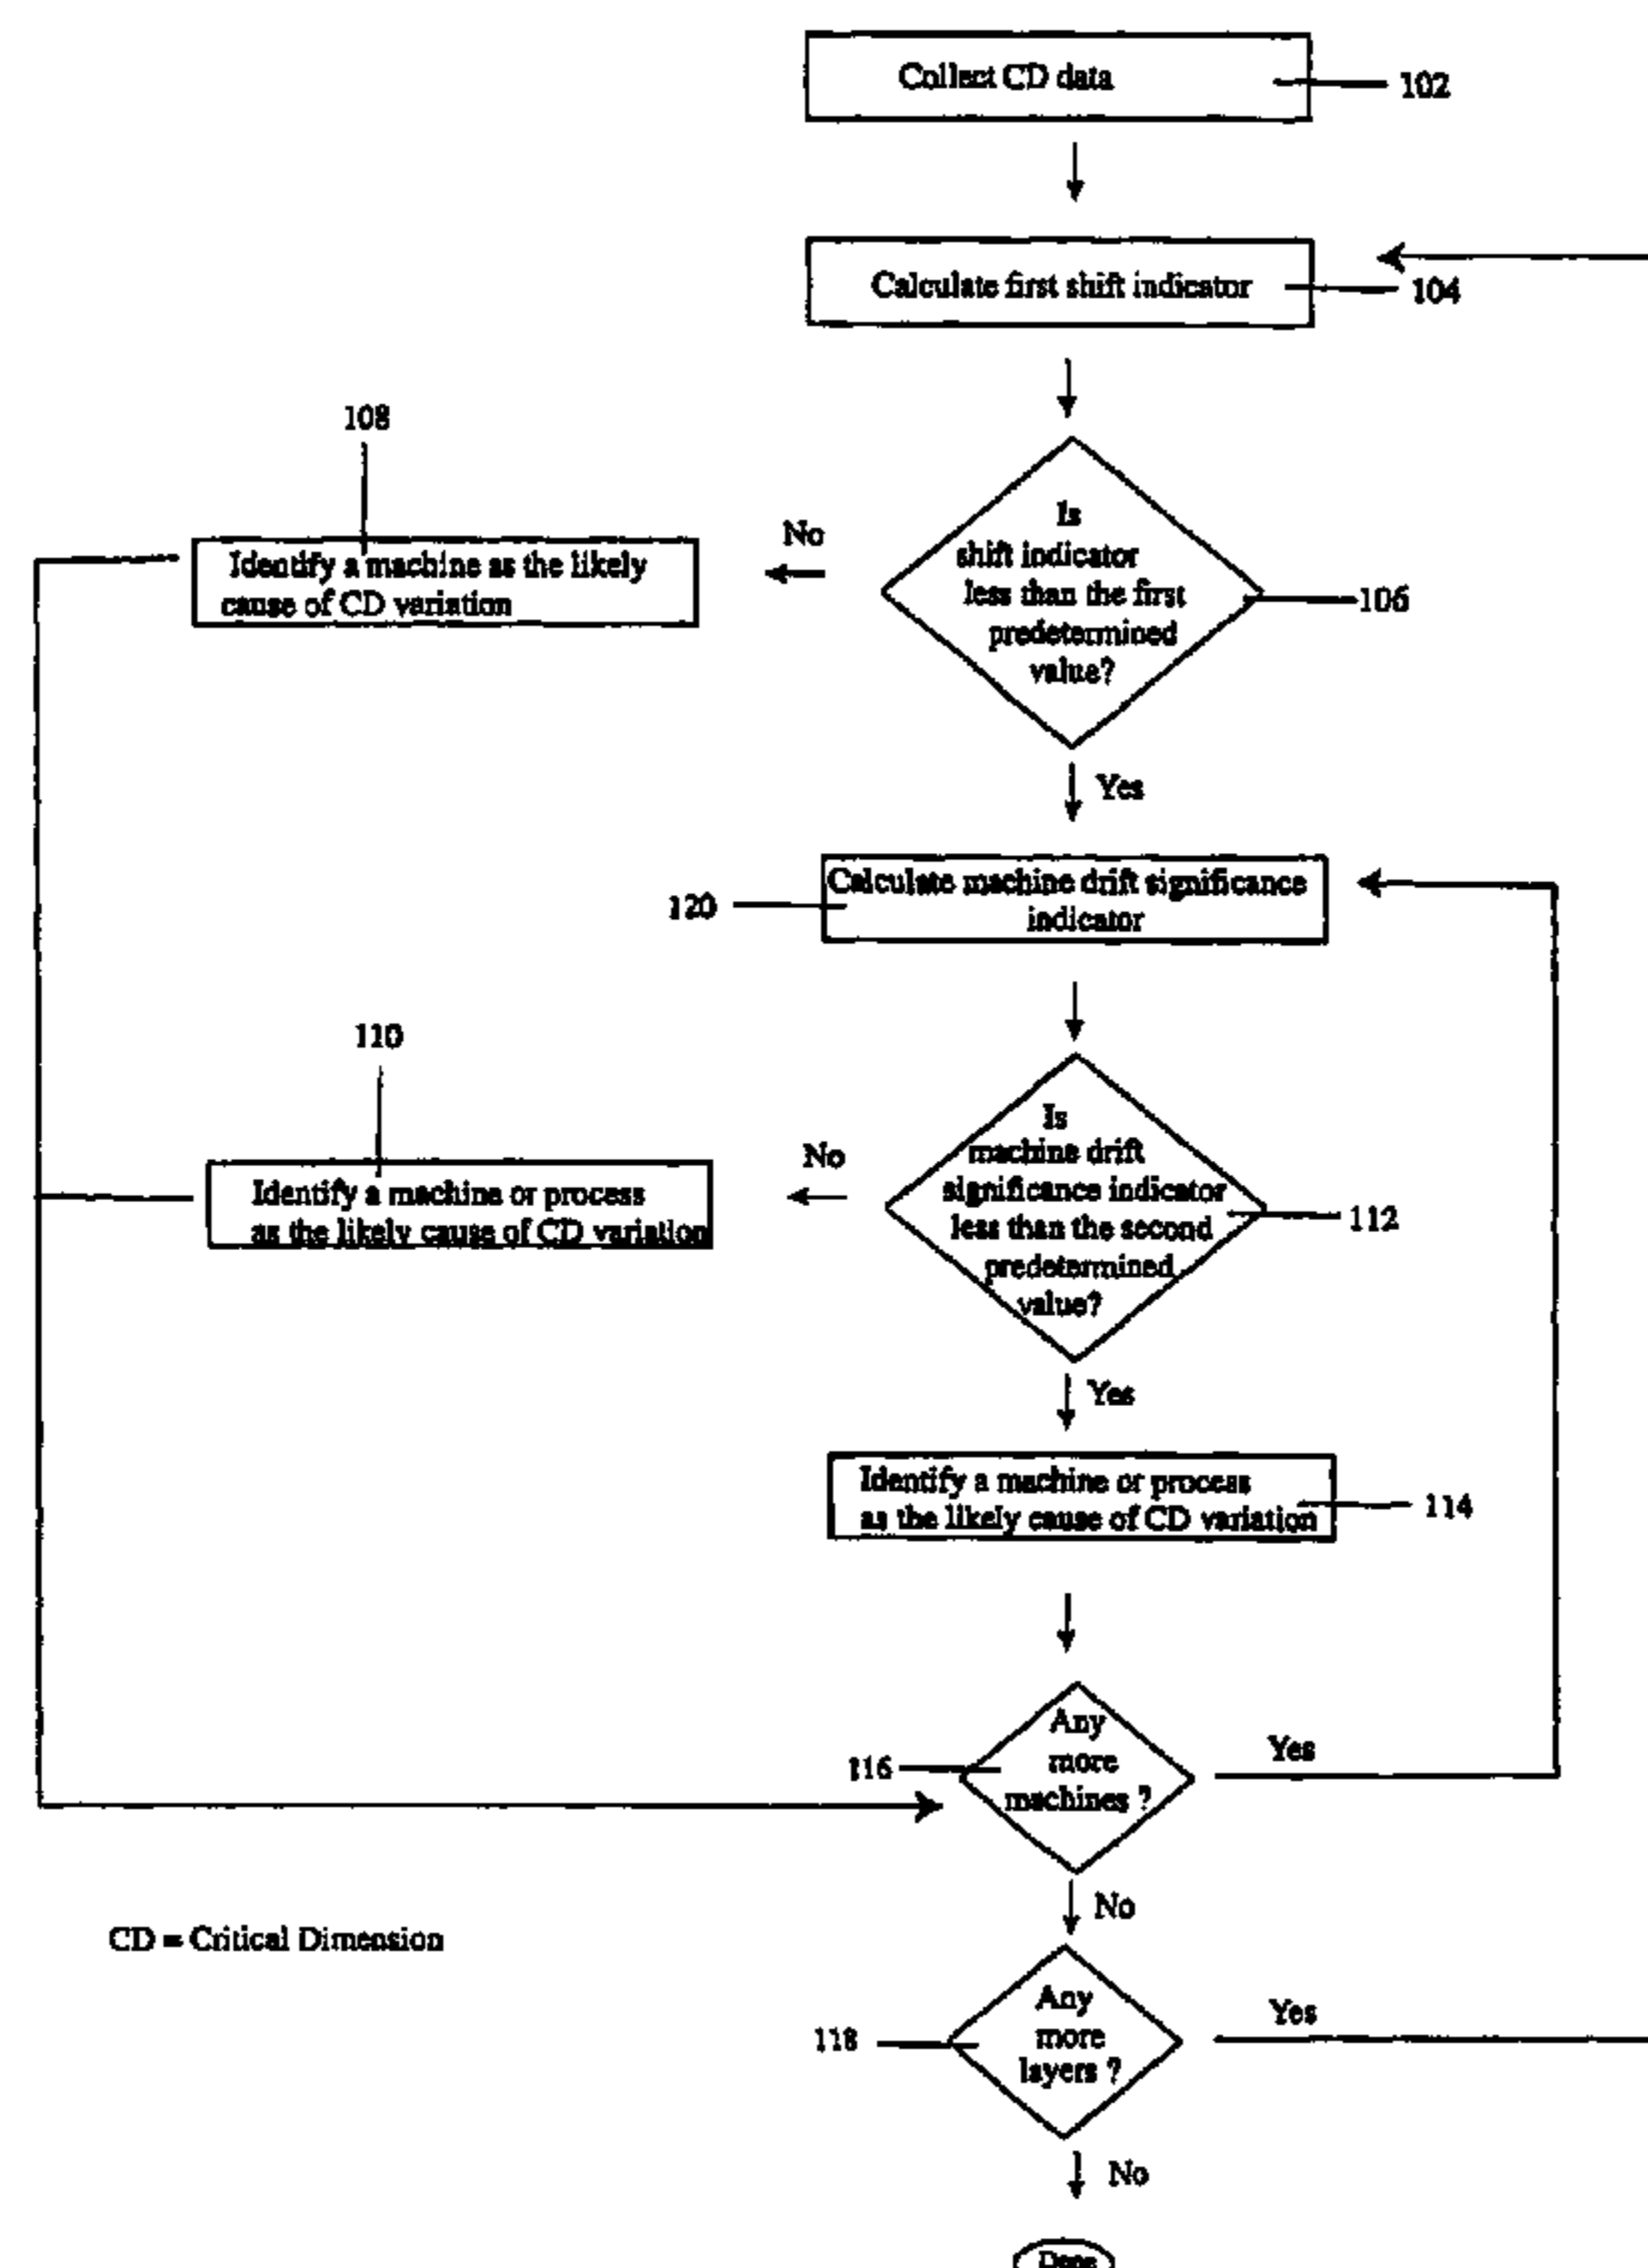 Collect CD data
102
Calculate first shift indicator
104
108
No
Is
shift indicator
less than the first
predetermined
value?
106
Identify a machine as the likely
cause of CD variation
Yes
Calculate machine drift significance
indicator
120
110
No
Is
machine drift
significance indicator
less than the second
predetermined
value?
112
Identify a machine or process
as the likely cause of CD variation
Yes
Identify a machine or process
as the likely cause of CD variation
114
Any
more
machines ?
116
Yes
No
CD = Critical Dimension
Any
more
layers ?
118
Yes
No
Done